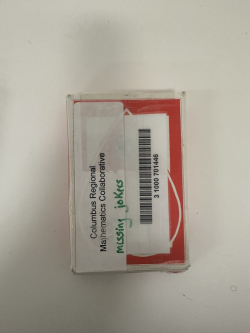 Columbus Regional
Mathematics Collaborative
missing jokers
3 1000 701446